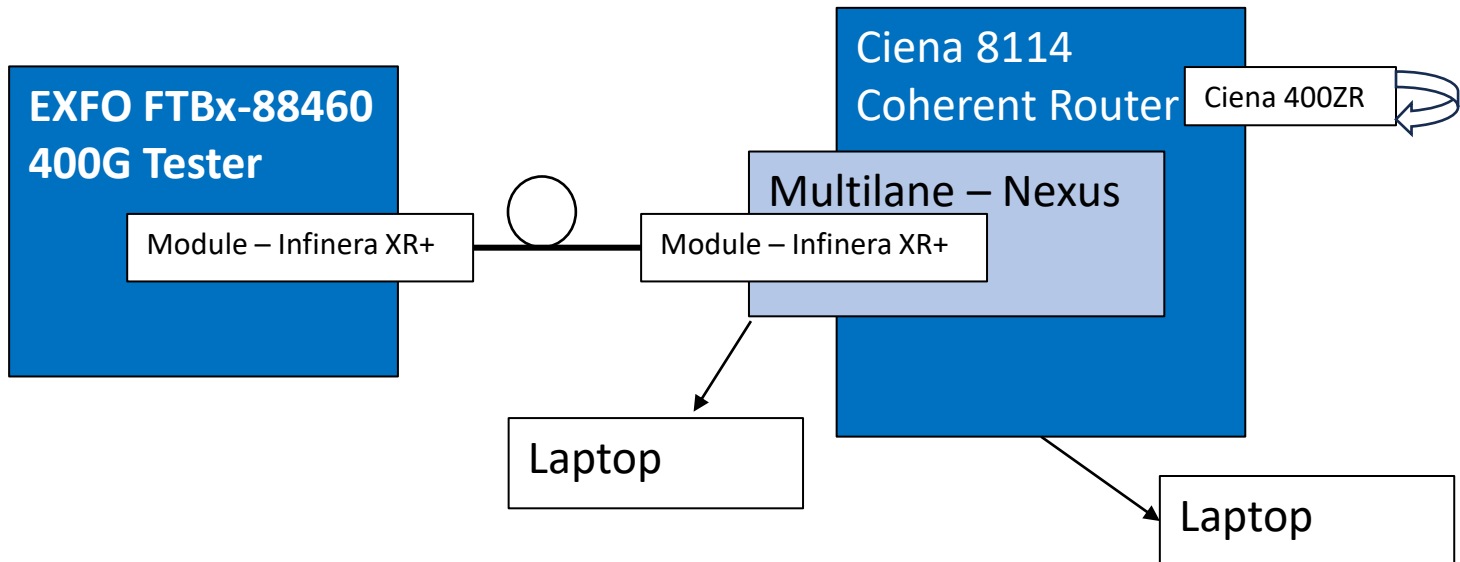 EXFO FTBx-88460
400G Tester
Module – Infinera XR+
Module – Infinera XR+
Multilane – Nexus
Ciena 8114
Coherent Router
Ciena 400ZR
Laptop
Laptop